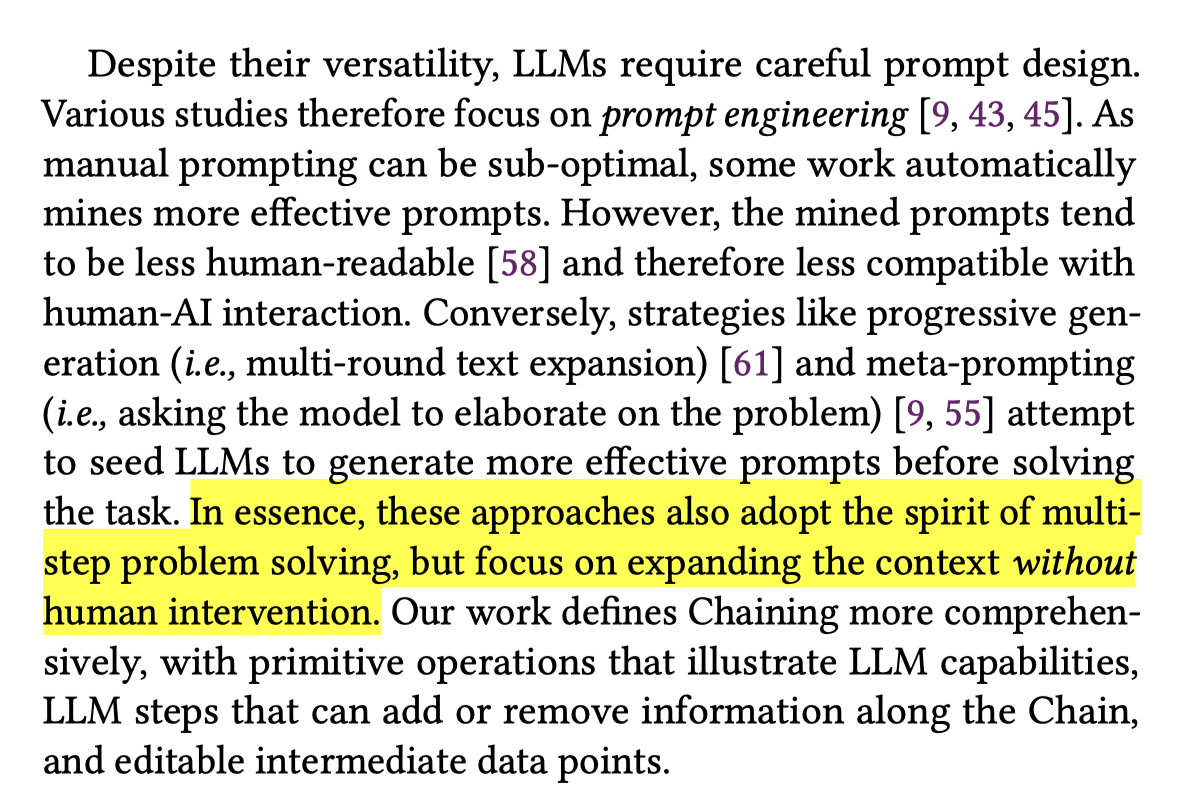 Despite their versatility, LLMs require careful prompt design.
Various studies therefore focus on prompt engineering [9, 43, 45]. As
manual prompting can be sub-optimal, some work automatically
mines more effective prompts. However, the mined prompts tend
to be less human-readable [58] and therefore less compatible with
human-AI interaction. Conversely, strategies like progressive gen-
eration (i.e., multi-round text expansion) [61] and meta-prompting
(i.e., asking the model to elaborate on the problem) [9, 55] attempt
to seed LLMs to generate more effective prompts before solving
the task. In essence, these approaches also adopt the spirit of multi-
step problem solving, but focus on expanding the context without
human intervention. Our work defines Chaining more comprehen-
sively, with primitive operations that illustrate LLM capabilities,
LLM steps that can add or remove information along the Chain,
and editable intermediate data points.